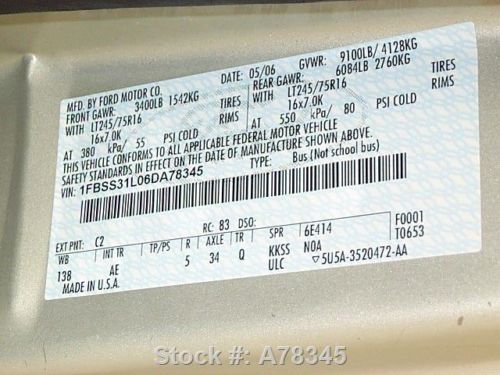 MFD. BY FORD MOTOR CO. DATE: 05/06 GVWR: 9100LB/ 4128KG
FRONT GAWR: 3400LB 1542KG REAR GAWR: 6084LB 2760KG
WITH LT245/75R16 TIRES WITH LT245/75R16 TIRES
16x7.0K RIMS 16x7.0K RIMS
AT 380 kPa/ 55 PSI COLD AT 550 kPa/ 80 PSI COLD
THIS VEHICLE CONFORMS TO ALL APPLICABLE FEDERAL MOTOR VEHICLE
SAFETY STANDARDS IN EFFECT ON THE DATE OF MANUFACTURE SHOWN ABOVE.
VIN: 1FBSS31L06DA78345 TYPE: Bus (Not school bus)
EXT PNT: C2 RC: 83 DSO:
WB INT TR TP/PS R AXLE TR SPR 6E414 F0001
138 AE 5 34 Q KKSS NOA T0653
MADE IN U.S.A. ULC ▽5U5A-3520472-AA
Stock #: A78345